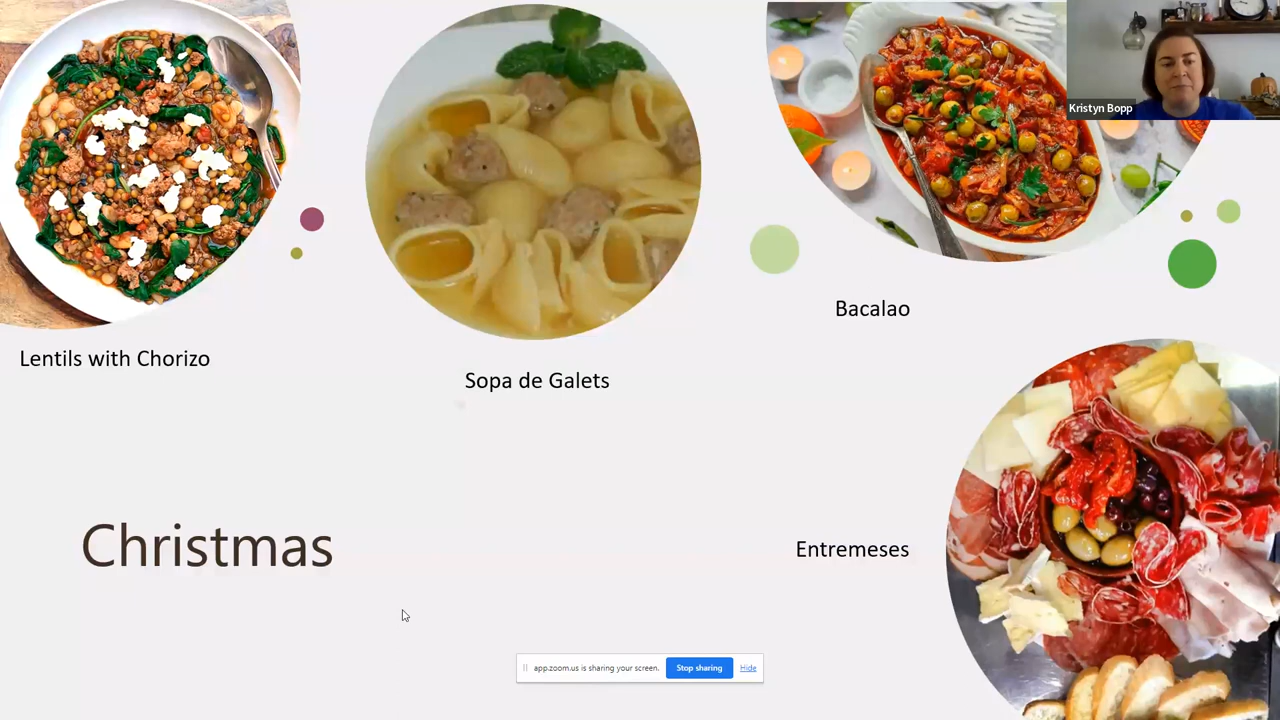 Kristyn Bopp
Bacalao
Lentils with Chorizo
Sopa de Galets
Christmas
Entremeses
app.zoom.us is sharing your screen.
Stop sharing
Hide